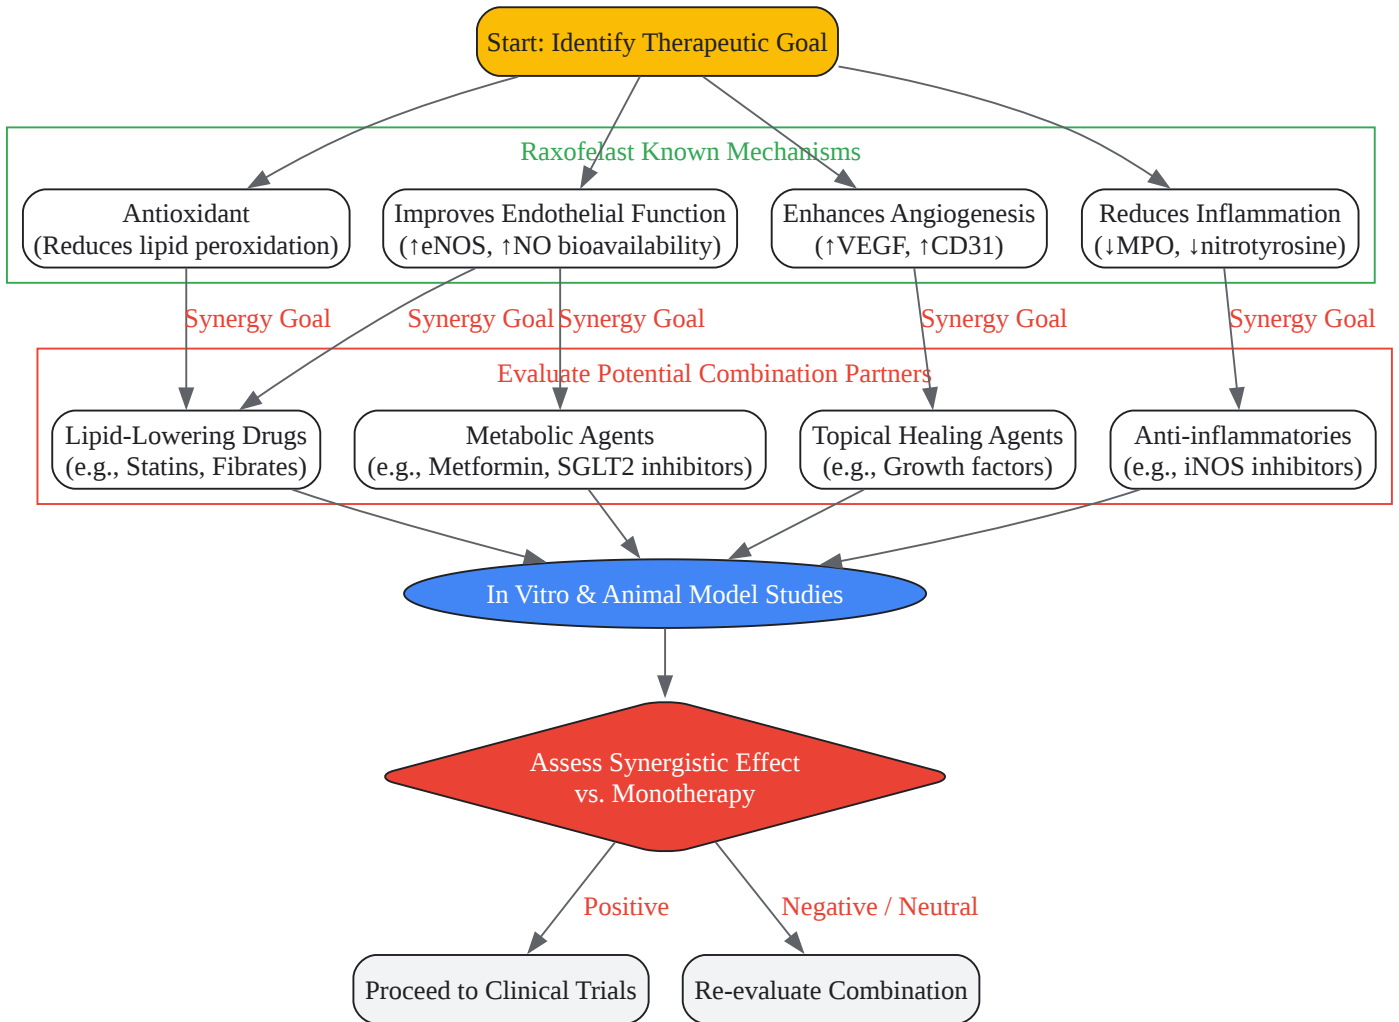 Start: Identify Therapeutic Goal
Raxofelast Known Mechanisms
Antioxidant
(Reduces lipid peroxidation)
Improves Endothelial Function
(↑eNOS, ↑NO bioavailability)
Enhances Angiogenesis
(↑VEGF, ↑CD31)
Reduces Inflammation
(↓MPO, ↓nitrotyrosine)
Synergy Goal
Synergy Goal
Synergy Goal
Synergy Goal
Synergy Goal
Evaluate Potential Combination Partners
Lipid-Lowering Drugs
(e.g., Statins, Fibrates)
Metabolic Agents
(e.g., Metformin, SGLT2 inhibitors)
Topical Healing Agents
(e.g., Growth factors)
Anti-inflammatories
(e.g., iNOS inhibitors)
In Vitro & Animal Model Studies
Assess Synergistic Effect
vs. Monotherapy
Positive
Negative / Neutral
Proceed to Clinical Trials
Re-evaluate Combination